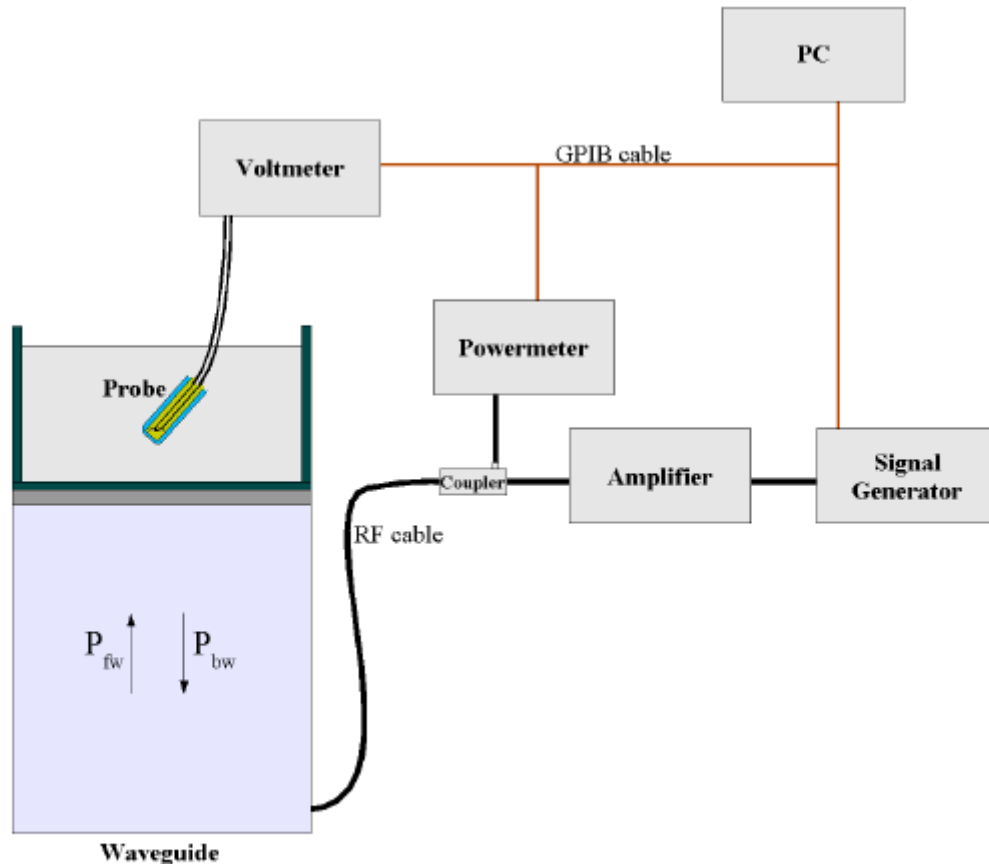 PC
Voltmeter
GPIB cable
Powermeter
Probe
Coupler
Amplifier
Signal
Generator
RF cable
P fw
P bw
Waveguide